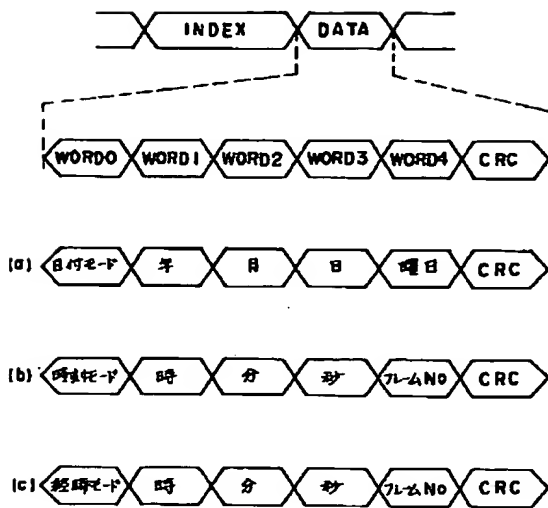 INDEX DATA
WORD0 WORD1 WORD2 WORD3 WORD4 CRC
(a) 日付モード 年 月 日 曜日 CRC
(b) 時刻モード 時 分 秒 フレームNO CRC
(c) 経時モード 時 分 秒 フレームNO CRC